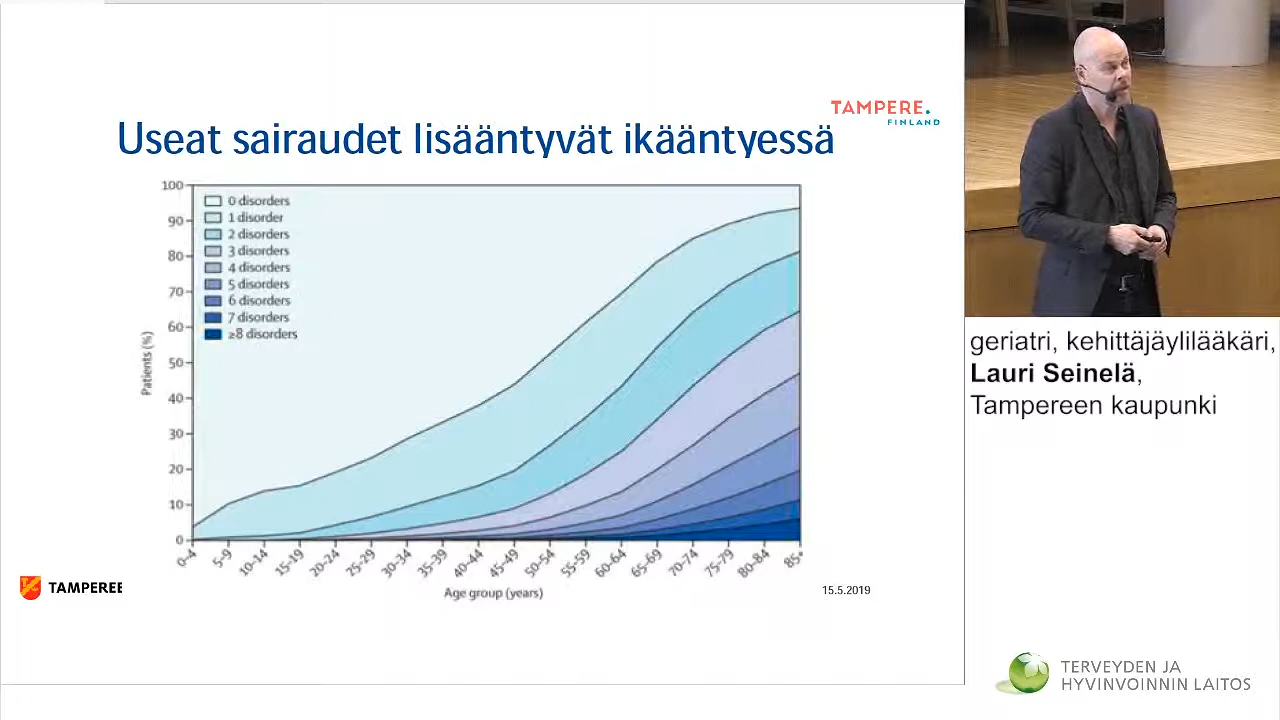 TAMPERE.
FINLAND
Useat sairaudet lisääntyvät ikääntyessä
100
90
80
70
60
50
40
30
20
10
0
Patients (%)
0 disorders
1 disorder
2 disorders
3 disorders
4 disorders
5 disorders
6 disorders
7 disorders
≥8 disorders
0–4
5–9
10–14
15–19
20–24
25–29
30–34
35–39
40–44
45–49
50–54
55–59
60–64
65–69
70–74
75–79
80–84
85+
Age group (years)
TAMPEREE
15.5.2019
geriatri, kehittäjäylilääkäri,
Lauri Seinelä,
Tampereen kaupunki
TERVEYDEN JA
HYVINVOINNIN LAITOS